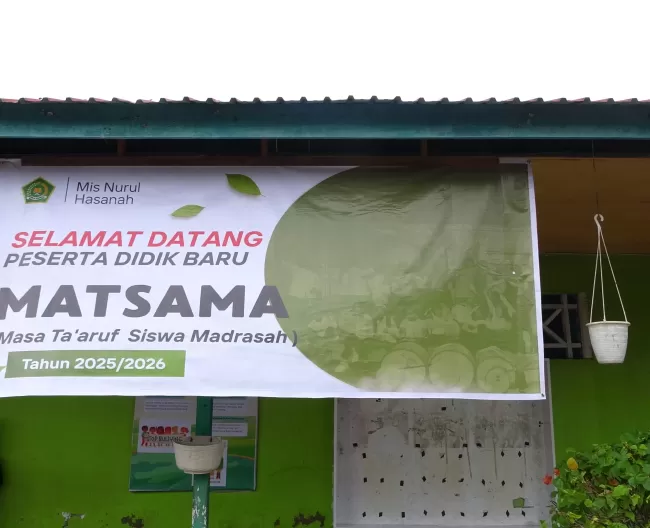 Mis Nurul
Hasanah
SELAMAT DATANG
PESERTA DIDIK BARU
MATSAMA
Masa Ta'aruf Siswa Madrasah )
Tahun 2025/2026